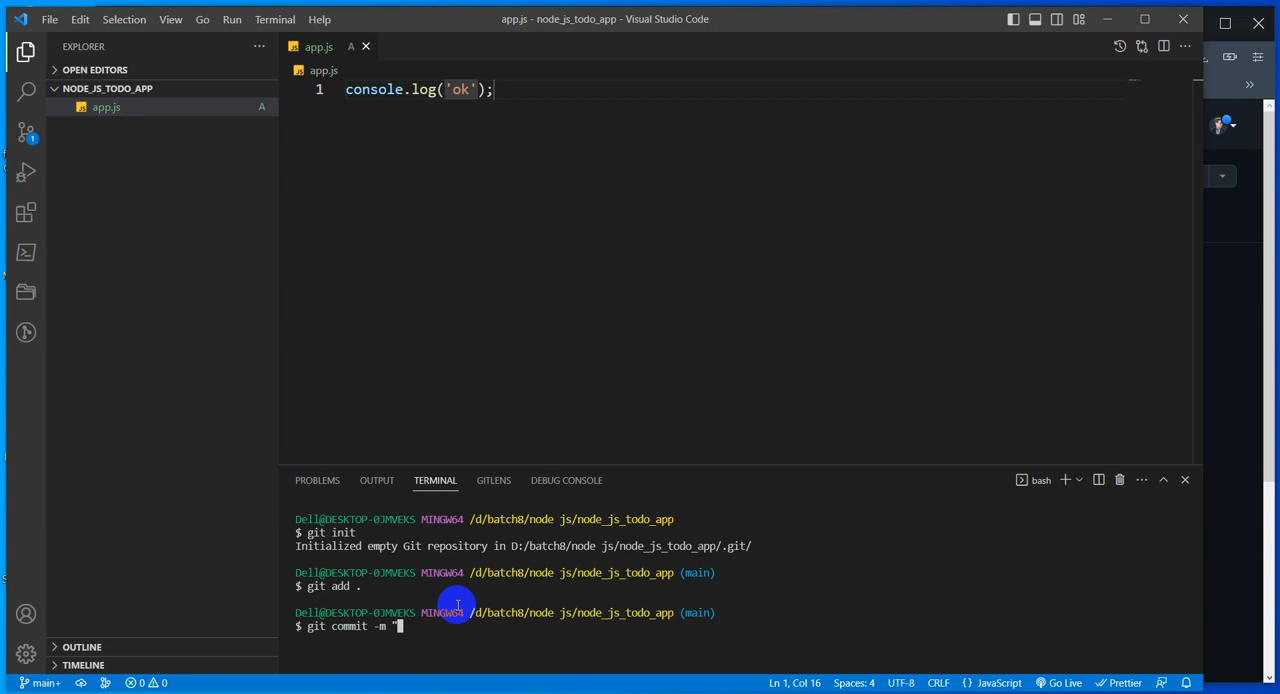 File Edit Selection View Go Run Terminal Help
app.js - node_js_todo_app - Visual Studio Code
EXPLORER
app.js A
OPEN EDITORS
app.js
NODE_JS_TODO_APP
1 console.log('ok');
app.js A
1
PROBLEMS OUTPUT TERMINAL GITLENS DEBUG CONSOLE
bash
Dell@DESKTOP-0JMVEKS MINGW64 /d/batch8/node js/node_js_todo_app
$ git init
Initialized empty Git repository in D:/batch8/node js/node_js_todo_app/.git/
Dell@DESKTOP-0JMVEKS MINGW64 /d/batch8/node js/node_js_todo_app (main)
$ git add .
Dell@DESKTOP-0JMVEKS MINGW64 /d/batch8/node js/node_js_todo_app (main)
$ git commit -m "
OUTLINE
TIMELINE
main+ 0 0 Ln 1, Col 16 Spaces: 4 UTF-8 CRLF {} JavaScript Go Live Prettier